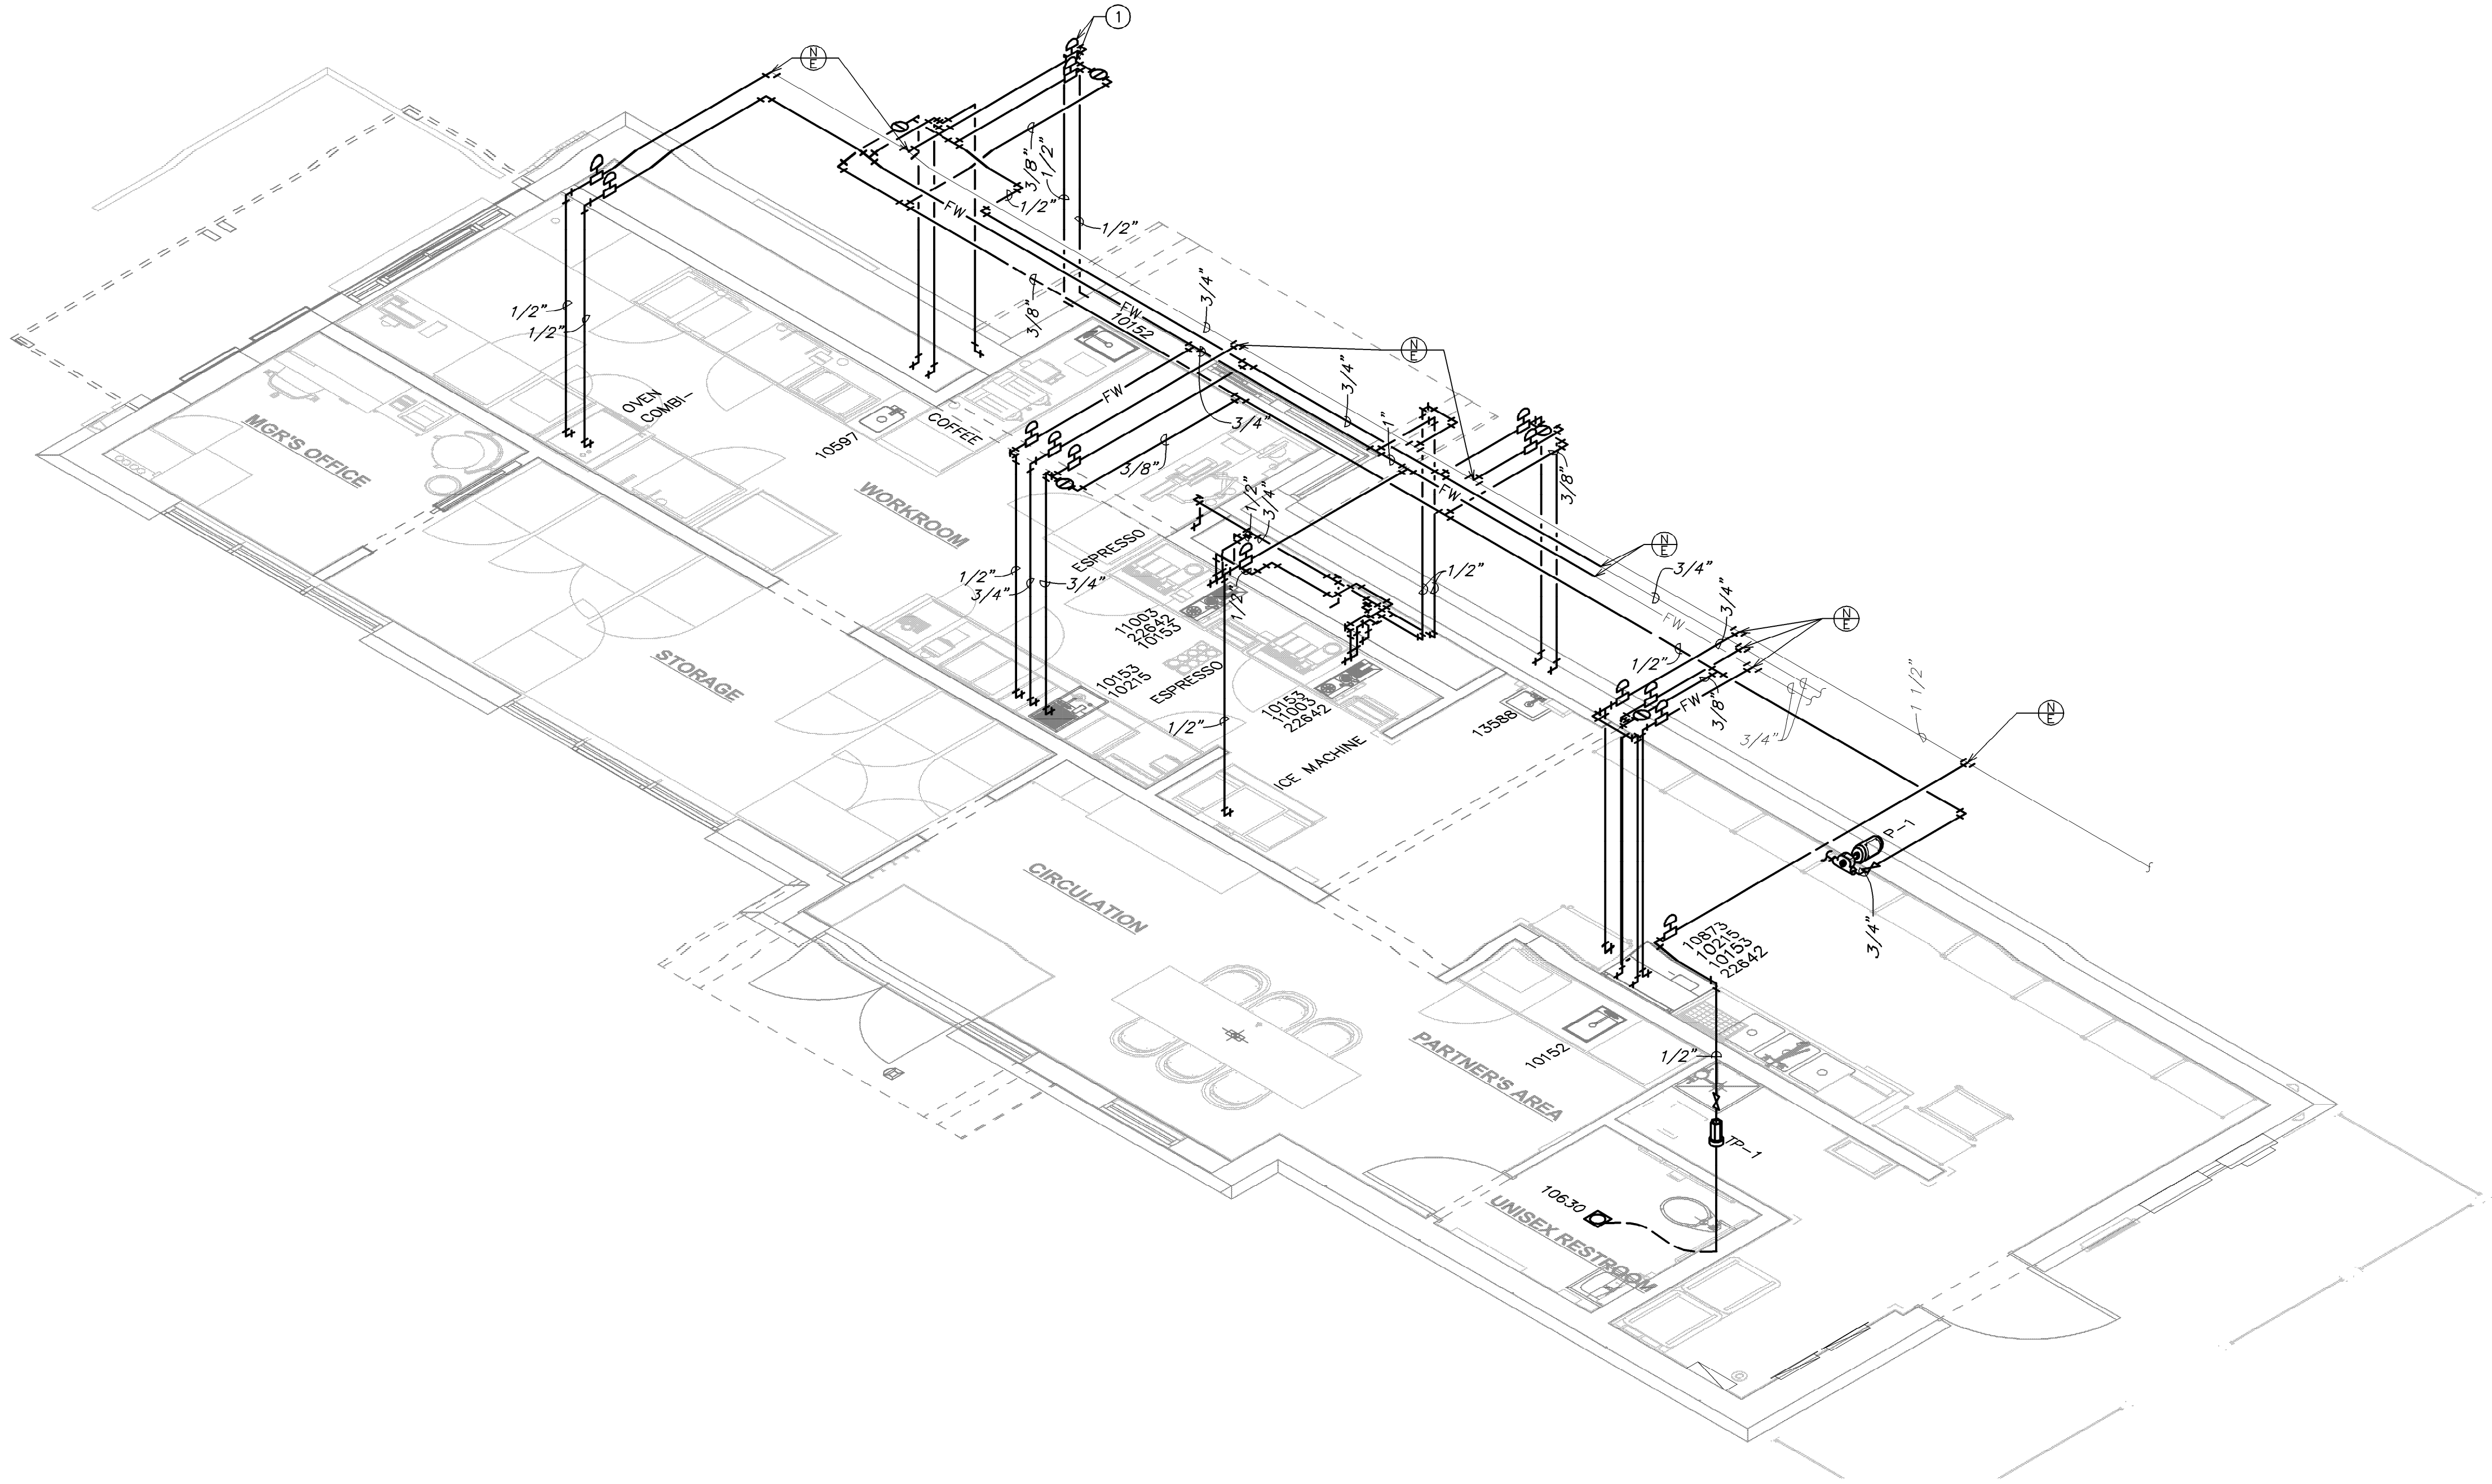 1
N
E
3/8"
1/2"
1/2"
FW
1/2"
3/4"
3/8"
FW
10152
1/2"
1/2"
N
E
3/4"
OVEN
COMBI-
FW
3/4"
1"
MGR'S OFFICE
10597
COFFEE
3/8"
WORKROOM
1/2"
3/4"
FW
3/8"
ESPRESSO
N
E
1/2"
3/4"
3/4"
1/2"
1/2"
3/4"
3/4"
FW
N
E
11003
22642
10153
STORAGE
10153
10215
ESPRESSO
1/2"
3/8"
FW
1 1/2"
10153
11003
22642
1/2"
13588
3/4"
N
E
ICE MACHINE
P-1
CIRCULATION
3/4"
10873
10215
10153
22642
PARTNER'S AREA
10152
1/2"
TP-1
10630
UNISEX RESTROOM